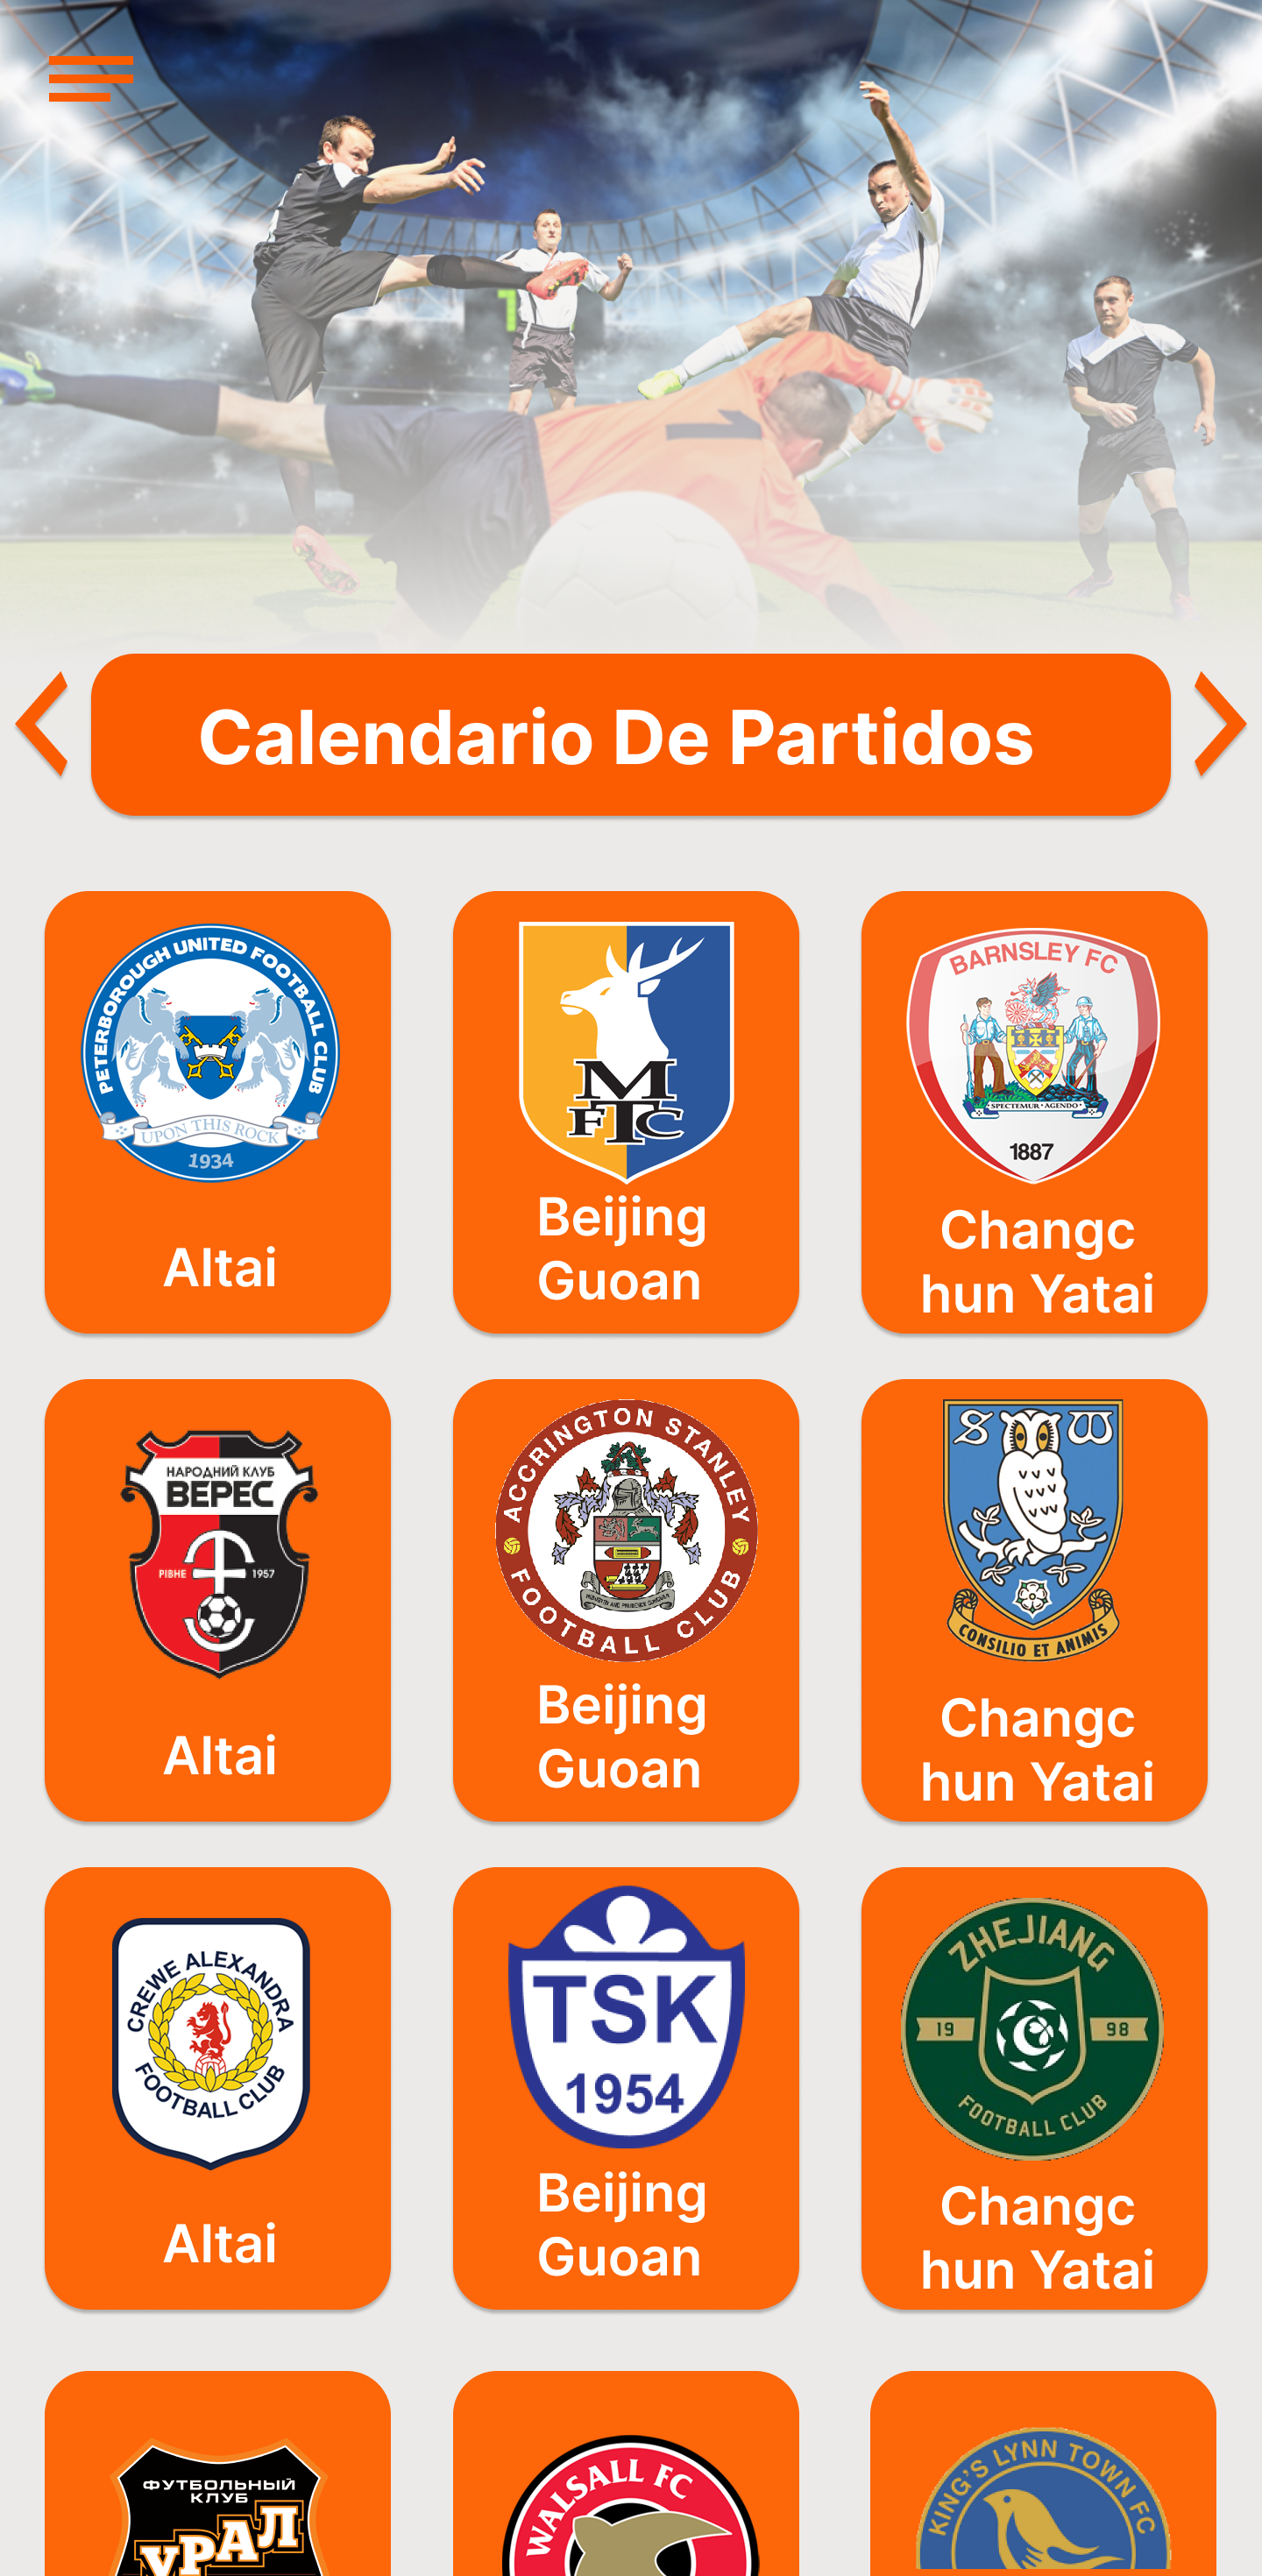 1
1
Calendario De Partidos
PETERBOROUGH UNITED FOOTBALL CLUB
UPON THIS ROCK
1934
Altai
M
FTC
Beijing
Guoan
BARNSLEY FC
SPECTEMUR · AGENDO
1887
Changc
hun Yatai
НАРОДНИЙ КЛУБ
ВЕРЕС
РІВНЕ 1957
Altai
ACCRINGTON STANLEY
FOOTBALL CLUB
Beijing
Guoan
S W
CONSILIO ET ANIMIS
Changc
hun Yatai
CREWE ALEXANDRA
FOOTBALL CLUB
Altai
TSK
1954
Beijing
Guoan
ZHEJIANG
19 98
FOOTBALL CLUB
Changc
hun Yatai
ФУТБОЛЬНЫЙ
КЛУБ
УРАЛ
WALSALL FC
KING'S LYNN TOWN FC